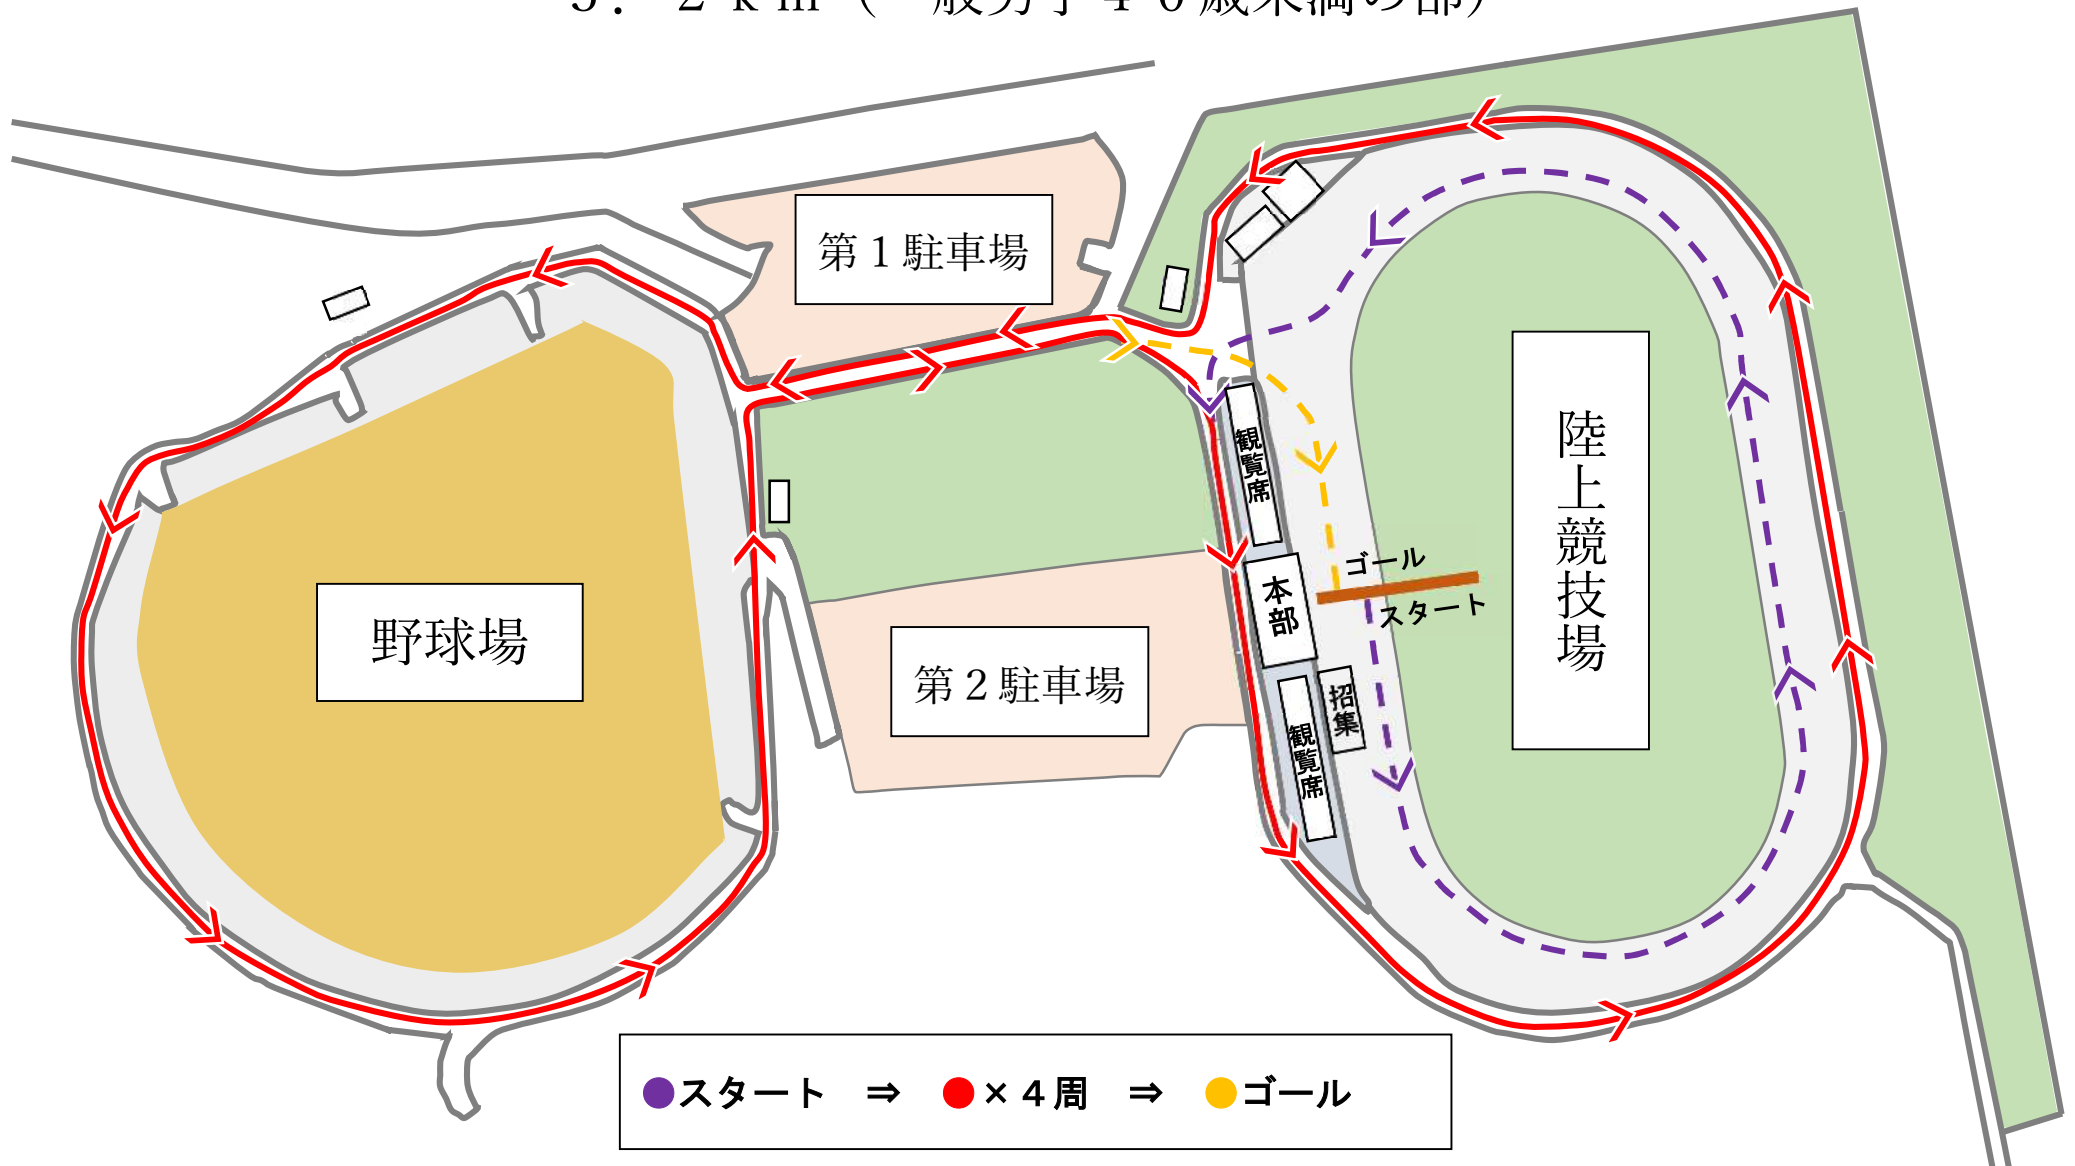 第１駐車場
観覧席
陸上競技場
ゴール
スタート
本部
野球場
第２駐車場
招集
観覧席
●スタート　⇒　●×４周　⇒　●ゴール